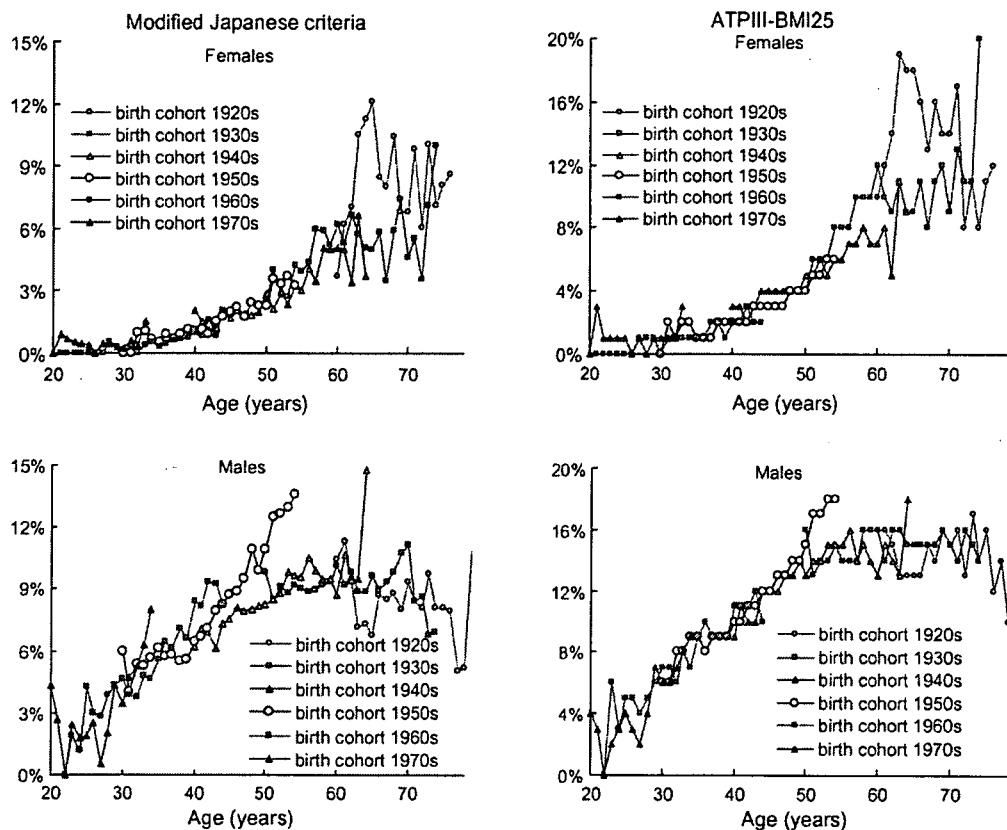 Modified Japanese criteria
Females
15%
12%
9%
6%
3%
0%
birth cohort 1920s
birth cohort 1930s
birth cohort 1940s
birth cohort 1950s
birth cohort 1960s
birth cohort 1970s
20 30 40 50 60 70
Age (years)
ATPIII-BMI25
Females
20%
16%
12%
8%
4%
0%
birth cohort 1920s
birth cohort 1930s
birth cohort 1940s
birth cohort 1950s
birth cohort 1960s
birth cohort 1970s
20 30 40 50 60 70
Age (years)
Males
15%
12%
9%
6%
3%
0%
birth cohort 1920s
birth cohort 1930s
birth cohort 1940s
birth cohort 1950s
birth cohort 1960s
birth cohort 1970s
20 30 40 50 60 70
Age (years)
Males
20%
16%
12%
8%
4%
0%
birth cohort 1920s
birth cohort 1930s
birth cohort 1940s
birth cohort 1950s
birth cohort 1960s
birth cohort 1970s
20 30 40 50 60 70
Age (years)